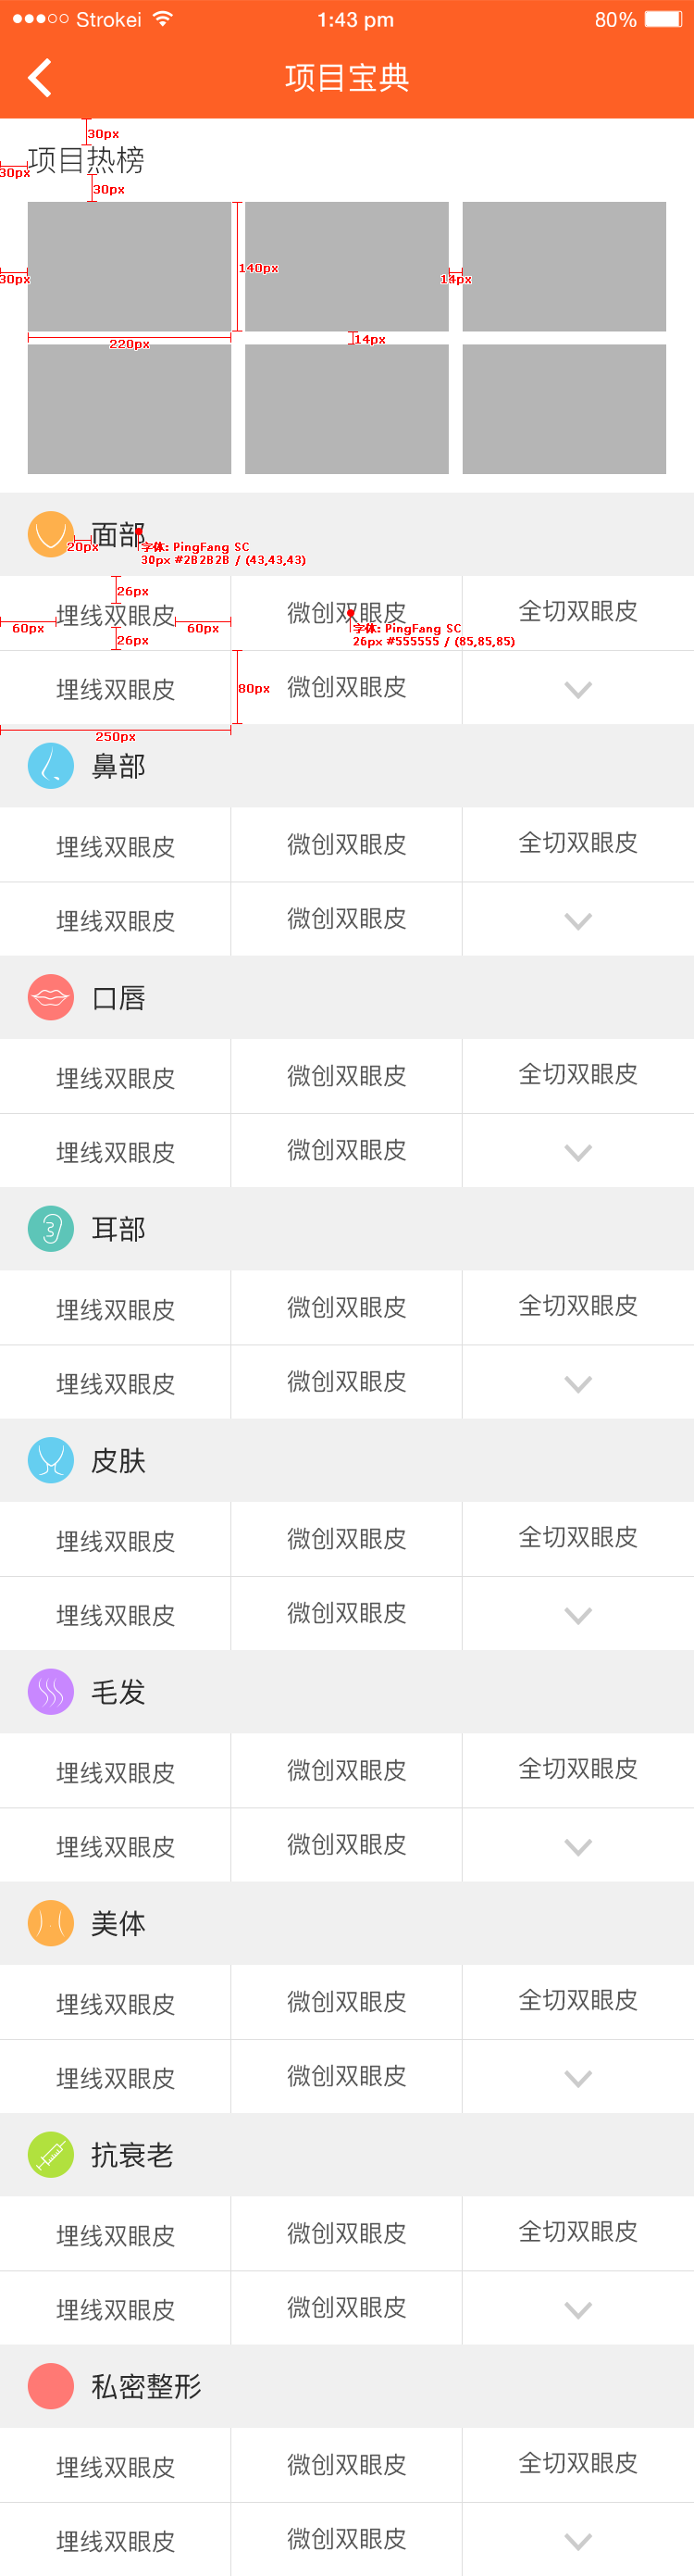 Strokei 1:43 pm 80%
项目宝典
30px
项目热榜
30px
30px
30px
140px
14px
220px
14px
面部
20px
字体: PingFang SC
30px #2B2B2B / (43,43,43)
26px
埋线双眼皮 微创双眼皮 全切双眼皮
60px
60px
字体: PingFang SC
26px #555555 / (85,85,85)
26px
埋线双眼皮 微创双眼皮
80px
250px
鼻部
埋线双眼皮 微创双眼皮 全切双眼皮
埋线双眼皮 微创双眼皮
口唇
埋线双眼皮 微创双眼皮 全切双眼皮
埋线双眼皮 微创双眼皮
耳部
埋线双眼皮 微创双眼皮 全切双眼皮
埋线双眼皮 微创双眼皮
皮肤
埋线双眼皮 微创双眼皮 全切双眼皮
埋线双眼皮 微创双眼皮
毛发
埋线双眼皮 微创双眼皮 全切双眼皮
埋线双眼皮 微创双眼皮
美体
埋线双眼皮 微创双眼皮 全切双眼皮
埋线双眼皮 微创双眼皮
抗衰老
埋线双眼皮 微创双眼皮 全切双眼皮
埋线双眼皮 微创双眼皮
私密整形
埋线双眼皮 微创双眼皮 全切双眼皮
埋线双眼皮 微创双眼皮